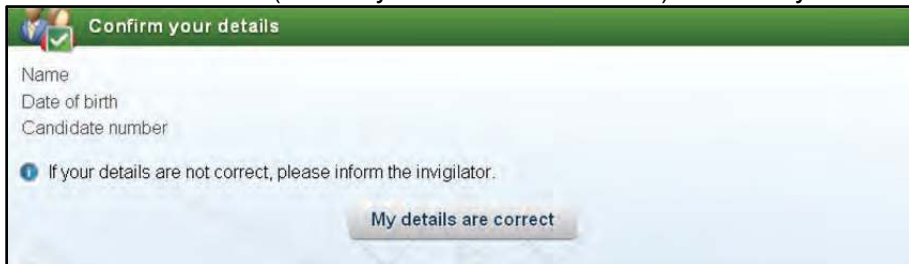 Confirm your details
Name
Date of birth
Candidate number
If your details are not correct, please inform the invigilator.
My details are correct